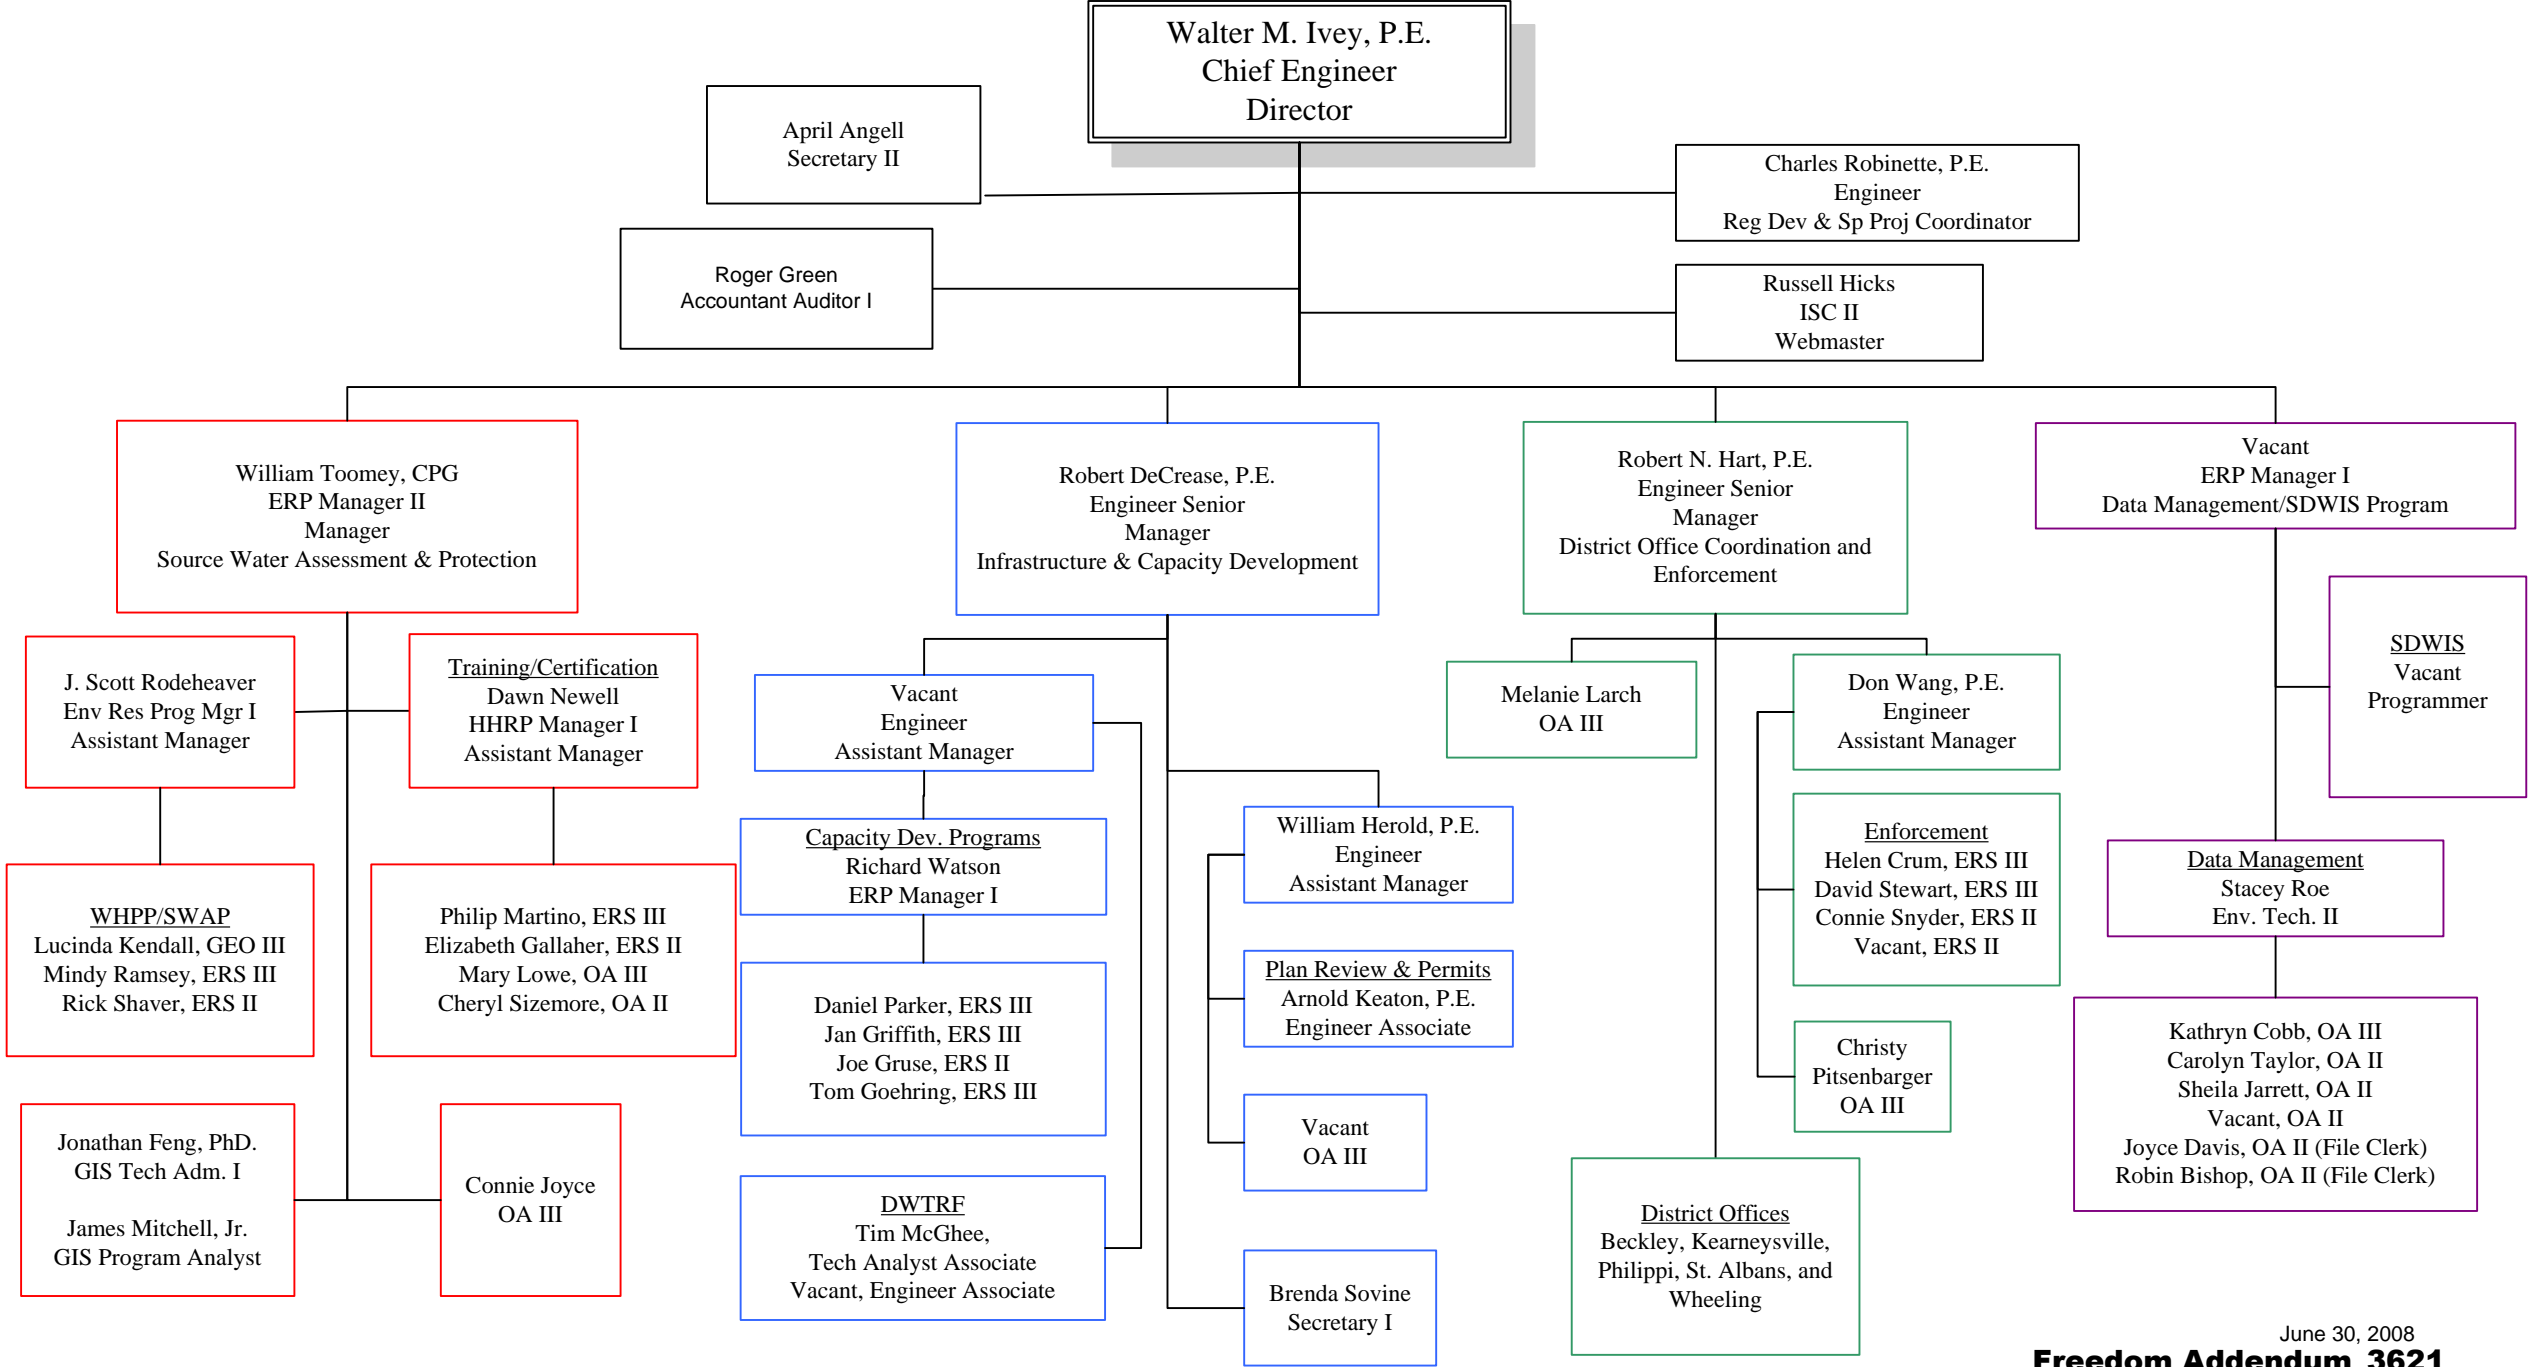 Walter M. Ivey, P.E.
Chief Engineer
Director
April Angell
Secretary II
Charles Robinette, P.E.
Engineer
Reg Dev & Sp Proj Coordinator
Roger Green
Accountant Auditor I
Russell Hicks
ISC II
Webmaster
William Toomey, CPG
ERP Manager II
Manager
Source Water Assessment & Protection
Robert DeCrease, P.E.
Engineer Senior
Manager
Infrastructure & Capacity Development
Robert N. Hart, P.E.
Engineer Senior
Manager
District Office Coordination and
Enforcement
Vacant
ERP Manager I
Data Management/SDWIS Program
J. Scott Rodeheaver
Env Res Prog Mgr I
Assistant Manager
Training/Certification
Dawn Newell
HHRP Manager I
Assistant Manager
WHPP/SWAP
Lucinda Kendall, GEO III
Mindy Ramsey, ERS III
Rick Shaver, ERS II
Philip Martino, ERS III
Elizabeth Gallaher, ERS II
Mary Lowe, OA III
Cheryl Sizemore, OA II
Jonathan Feng, PhD.
GIS Tech Adm. I
James Mitchell, Jr.
GIS Program Analyst
Connie Joyce
OA III
Vacant
Engineer
Assistant Manager
Capacity Dev. Programs
Richard Watson
ERP Manager I
Daniel Parker, ERS III
Jan Griffith, ERS III
Joe Gruse, ERS II
Tom Goehring, ERS III
DWTRF
Tim McGhee,
Tech Analyst Associate
Vacant, Engineer Associate
William Herold, P.E.
Engineer
Assistant Manager
Plan Review & Permits
Arnold Keaton, P.E.
Engineer Associate
Vacant
OA III
Brenda Sovine
Secretary I
Melanie Larch
OA III
Don Wang, P.E.
Engineer
Assistant Manager
Enforcement
Helen Crum, ERS III
David Stewart, ERS III
Connie Snyder, ERS II
Vacant, ERS II
Christy
Pitsenbarger
OA III
District Offices
Beckley, Kearneysville,
Philippi, St. Albans, and
Wheeling
SDWIS
Vacant
Programmer
Data Management
Stacey Roe
Env. Tech. II
Kathryn Cobb, OA III
Carolyn Taylor, OA II
Sheila Jarrett, OA II
Vacant, OA II
Joyce Davis, OA II (File Clerk)
Robin Bishop, OA II (File Clerk)
June 30, 2008
Freedom Addendum_3621